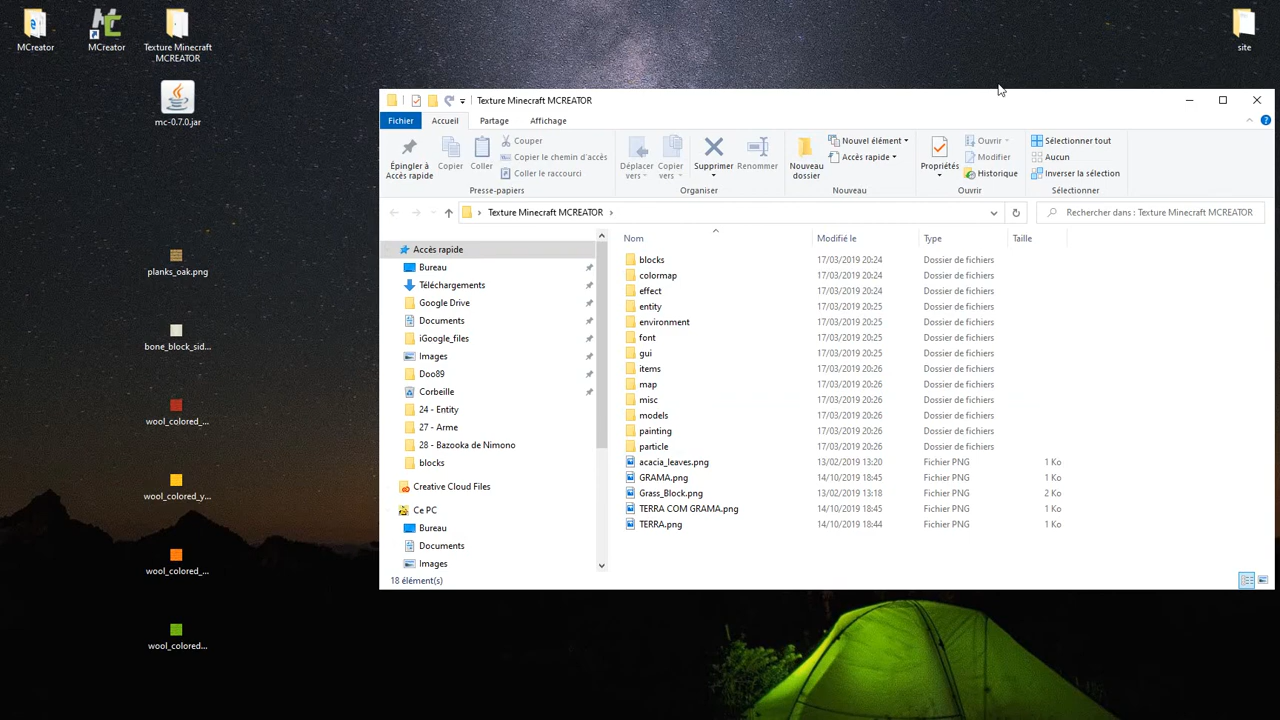 MCreator
MCreator
Texture Minecraft
MCREATOR
site
mc-0.7.0.jar
planks_oak.png
bone_block_sid...
wool_colored_...
wool_colored_y...
wool_colored_...
wool_colored...
Texture Minecraft MCREATOR
Fichier Accueil Partage Affichage
Épingler à
Accès rapide
Copier
Coller
Couper
Copier le chemin d'accès
Coller le raccourci
Presse-papiers
Déplacer
vers
Copier
vers
Supprimer
Renommer
Organiser
Nouveau
dossier
Nouvel élément
Accès rapide
Nouveau
Propriétés
Ouvrir
Modifier
Historique
Ouvrir
Sélectionner tout
Aucun
Inverser la sélection
Sélectionner
Texture Minecraft MCREATOR
Rechercher dans : Texture Minecraft MCREATOR
Accès rapide
Bureau
Téléchargements
Google Drive
Documents
iGoogle_files
Images
Doo89
Corbeille
24 - Entity
27 - Arme
28 - Bazooka de Nimono
blocks
Creative Cloud Files
Ce PC
Bureau
Documents
Images
Nom Modifié le Type Taille
blocks 17/03/2019 20:24 Dossier de fichiers
colormap 17/03/2019 20:24 Dossier de fichiers
effect 17/03/2019 20:24 Dossier de fichiers
entity 17/03/2019 20:25 Dossier de fichiers
environment 17/03/2019 20:25 Dossier de fichiers
font 17/03/2019 20:25 Dossier de fichiers
gui 17/03/2019 20:25 Dossier de fichiers
items 17/03/2019 20:26 Dossier de fichiers
map 17/03/2019 20:26 Dossier de fichiers
misc 17/03/2019 20:26 Dossier de fichiers
models 17/03/2019 20:26 Dossier de fichiers
painting 17/03/2019 20:26 Dossier de fichiers
particle 17/03/2019 20:26 Dossier de fichiers
acacia_leaves.png 13/02/2019 13:20 Fichier PNG 1 Ko
GRAMA.png 14/10/2019 18:45 Fichier PNG 1 Ko
Grass_Block.png 13/02/2019 13:18 Fichier PNG 2 Ko
TERRA COM GRAMA.png 14/10/2019 18:45 Fichier PNG 1 Ko
TERRA.png 14/10/2019 18:44 Fichier PNG 1 Ko
18 élément(s)